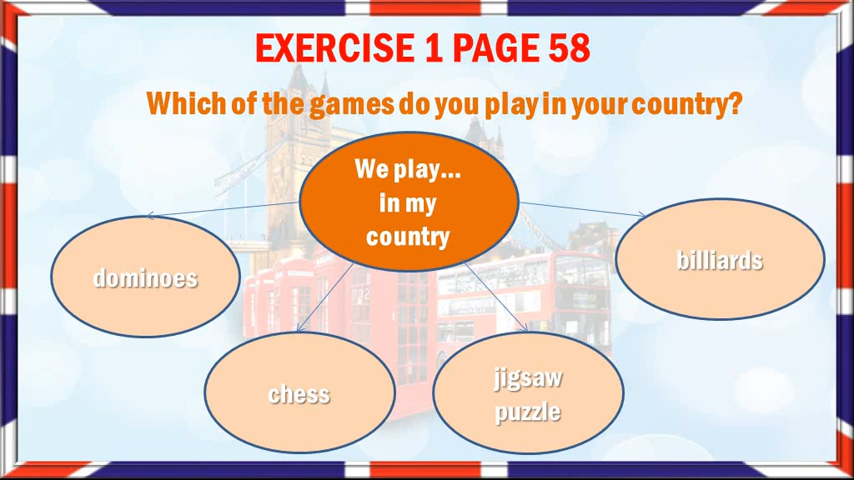 EXERCISE 1 PAGE 58
Which of the games do you play in your country?
We play...
in my
country
dominoes
billiards
chess
jigsaw
puzzle